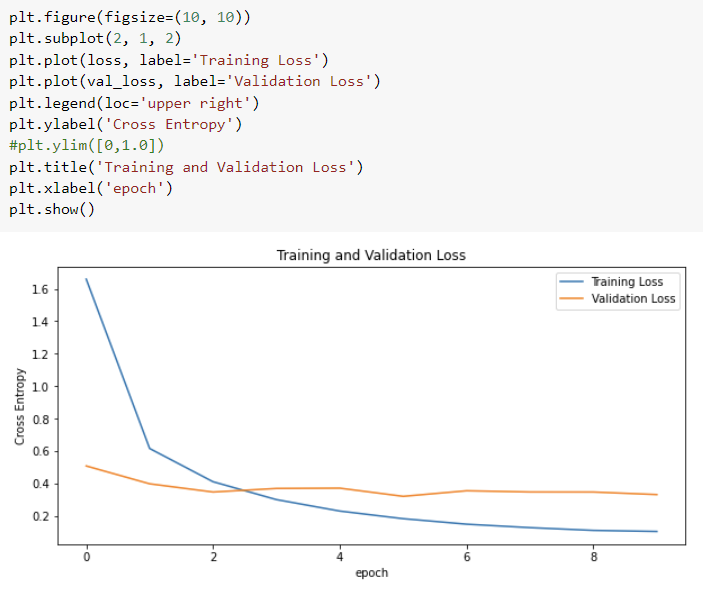 plt.figure(figsize=(10, 10))
plt.subplot(2, 1, 2)
plt.plot(loss, label='Training Loss')
plt.plot(val_loss, label='Validation Loss')
plt.legend(loc='upper right')
plt.ylabel('Cross Entropy')
#plt.ylim([0,1.0])
plt.title('Training and Validation Loss')
plt.xlabel('epoch')
plt.show()
Training and Validation Loss
Training Loss
Validation Loss
Cross Entropy
1.6
1.4
1.2
1.0
0.8
0.6
0.4
0.2
0 2 4 6 8
epoch